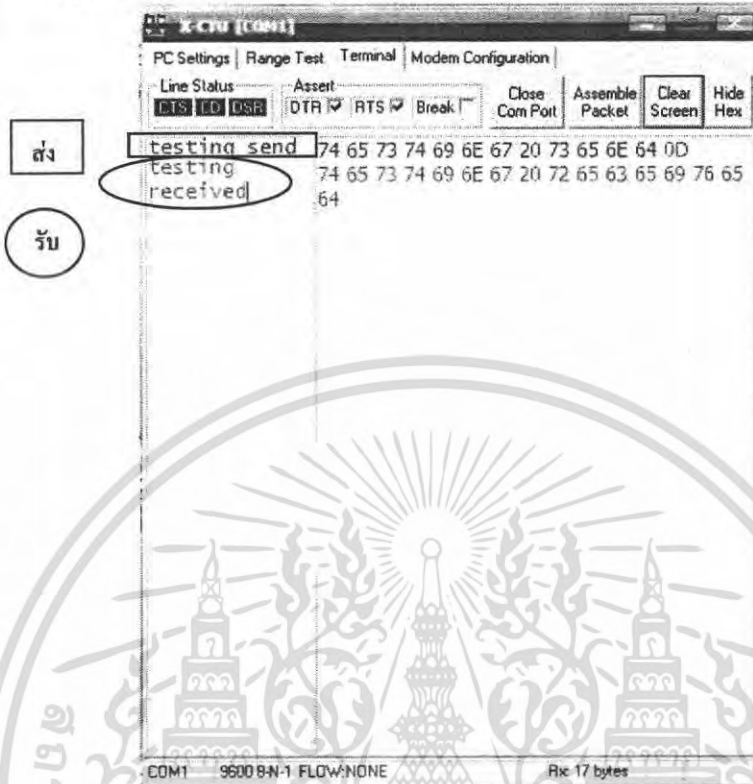 X-CTU [COM1]
PC Settings Range Test Terminal Modem Configuration
Line Status Assert
CTS CD DSR DTR RTS Break Close Com Port Assemble Packet Clear Screen Hide Hex
ส่ง
testing send 74 65 73 74 69 6E 67 20 73 65 6E 64 0D
testing 74 65 73 74 69 6E 67 20 72 65 63 65 69 76 65
received 64
รับ
COM1 9600 8-N-1 FLOW:NONE Rx: 17 bytes